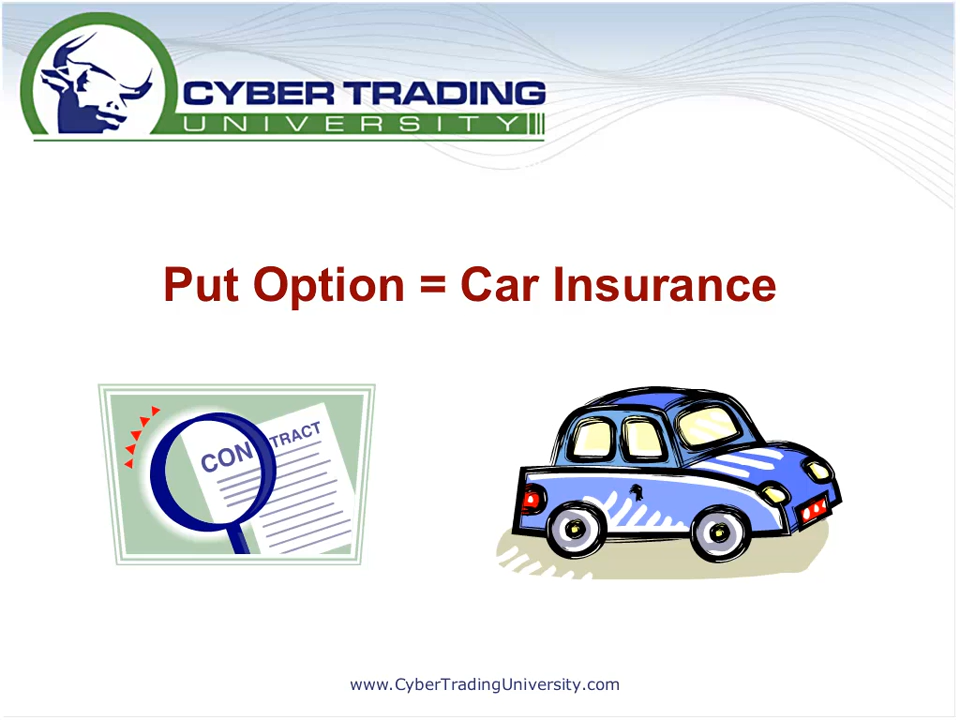 CYBER TRADING
UNIVERSITY
Put Option = Car Insurance
CONTRACT
www.CyberTradingUniversity.com